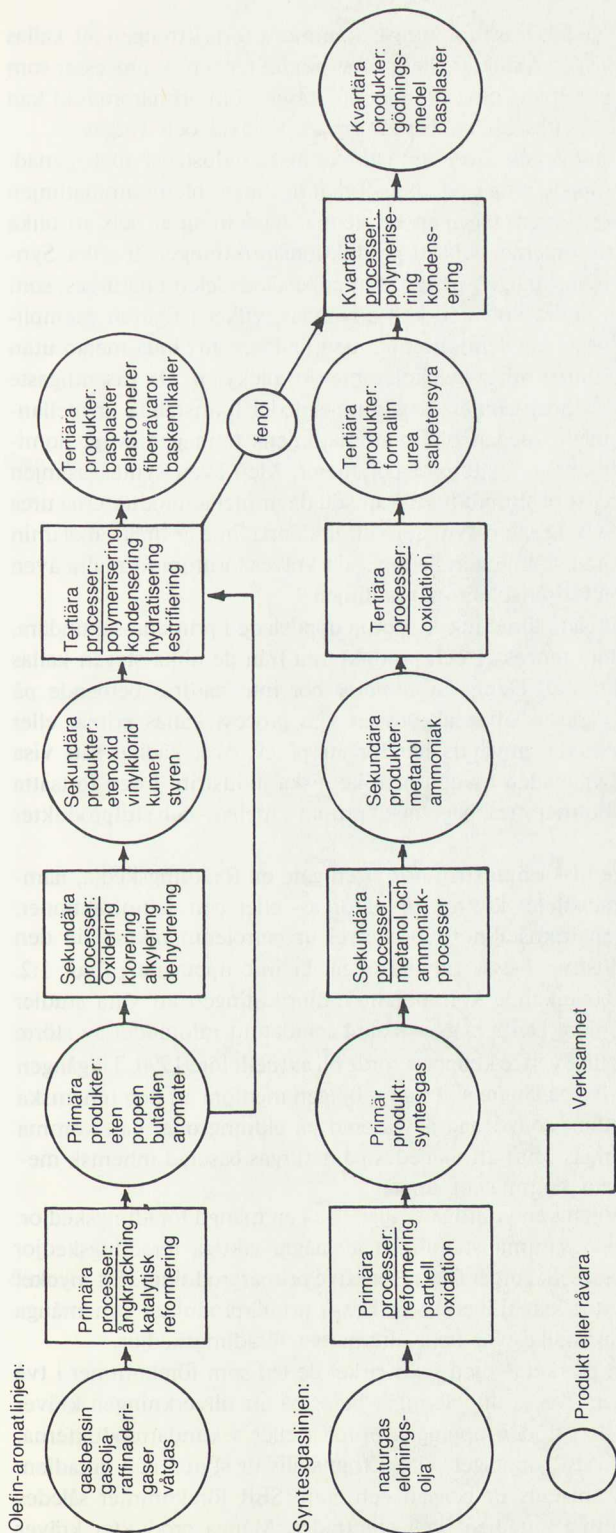 Olefin-aromatlinjen:
gasbensin
gasolja
raffinaderi-
gaser
våtgas
Primära
processer:
ångkrackning
katalytisk
reformering
Primära
produkter:
eten
propen
butadien
aromater
Sekundära
processer:
Oxidering
klorering
alkylering
dehydrering
Sekundära
produkter:
etenoxid
vinylklorid
kumen
styren
Tertiära
processer:
polymerisering
kondensering
hydratisering
estrifiering
Tertiära
produkter:
basplaster
elastomerer
fiberråvaror
baskemikalier
fenol
Syntesgaslinjen:
naturgas
eldnings-
olja
Primära
processer:
reformering
partiell
oxidation
Primär
produkt:
syntesgas
Sekundära
processer:
metanol och
ammoniak-
processer
Sekundära
produkter:
metanol
ammoniak
Tertiära
processer:
oxidation
Tertiära
produkter:
formalin
urea
salpetersyra
Kvartära
processer:
polymerise-
ring
kondens-
ering
Kvartära
produkter:
gödnings-
medel
basplaster
Produkt eller råvara
Verksamhet